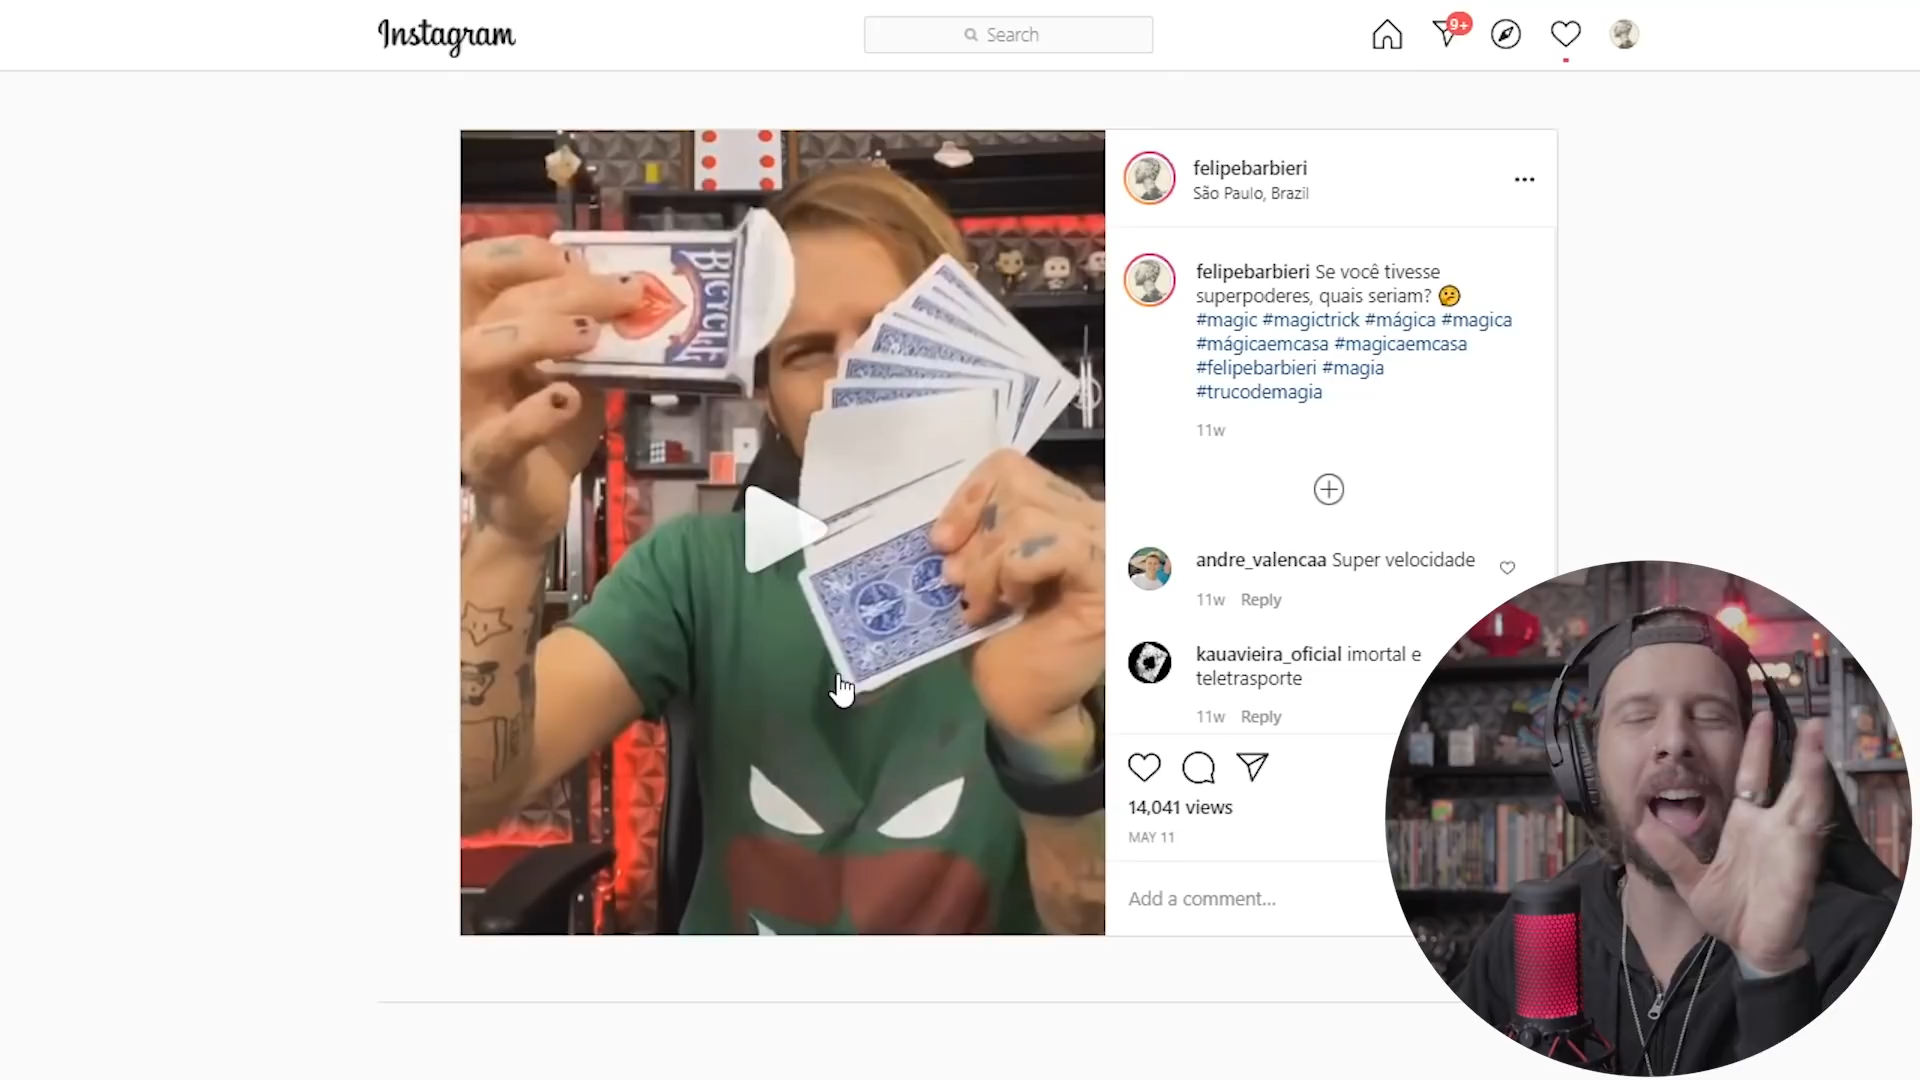 Instagram
Search
9+
felipebarbieri
São Paulo, Brazil
BICYCLE
felipebarbieri Se você tivesse
superpoderes, quais seriam? 🤔
#magic #magictrick #mágica #magica
#mágicaemcasa #magicaemcasa
#felipebarbieri #magia
#trucodemagia
11w
andre_valencaa Super velocidade
11w Reply
kauavieira_oficial imortal e
teletrasporte
11w Reply
14,041 views
MAY 11
Add a comment...